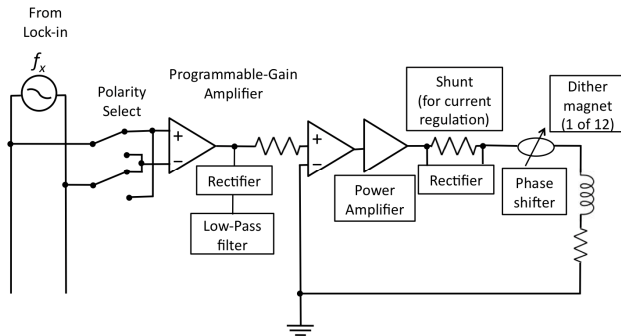 From
Lock-in
fx
Polarity
Select
Programmable-Gain
Amplifier
+
−
Rectifier
Low-Pass
filter
+
−
Power
Amplifier
Shunt
(for current
regulation)
Rectifier
Phase
shifter
Dither
magnet
(1 of 12)